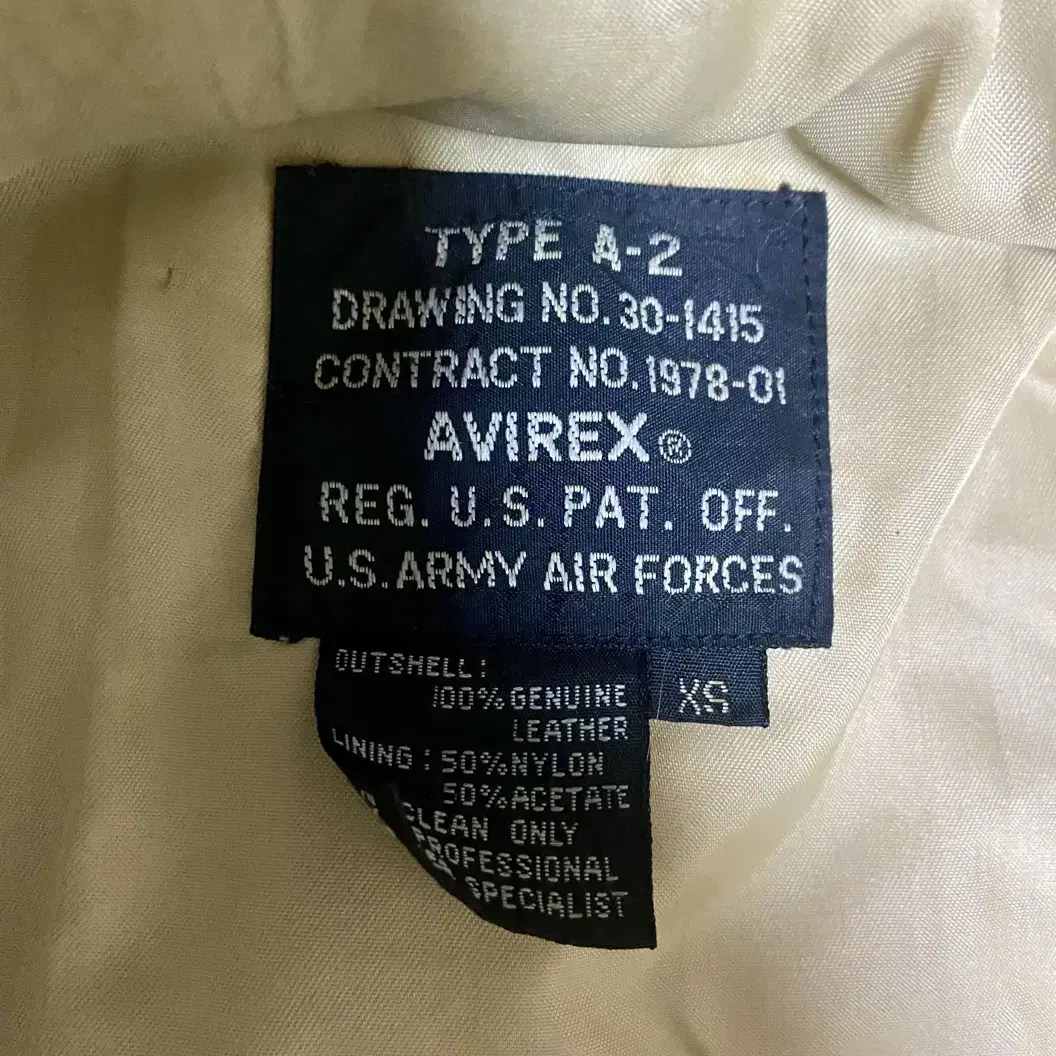 TYPE A-2
DRAWING NO. 30-1415
CONTRACT NO. 1978-01
AVIREX®
REG. U.S. PAT. OFF.
U.S. ARMY AIR FORCES
OUTSHELL:
100% GENUINE
LEATHER
LINING: 50% NYLON
50% ACETATE
CLEAN ONLY
PROFESSIONAL
SPECIALIST
XS